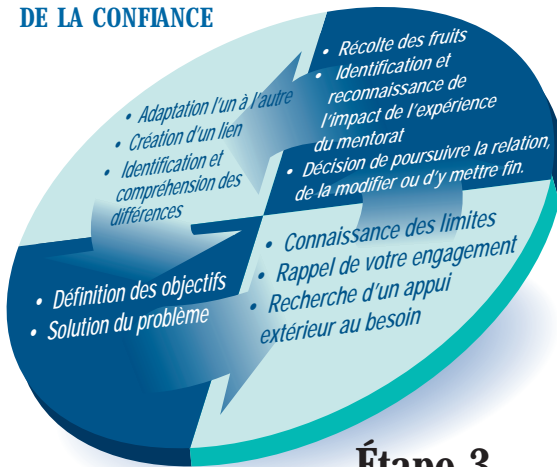 DE LA CONFIANCE
• Adaptation l'un à l'autre
• Création d'un lien
• Identification et
compréhension des
différences
• Récolte des fruits
• Identification et
reconnaissance de
l'impact de l'expérience
du mentorat
• Décision de poursuivre la relation,
de la modifier ou d'y mettre fin.
• Définition des objectifs
• Solution du problème
• Connaissance des limites
• Rappel de votre engagement
• Recherche d'un appui
extérieur au besoin
Étape 3